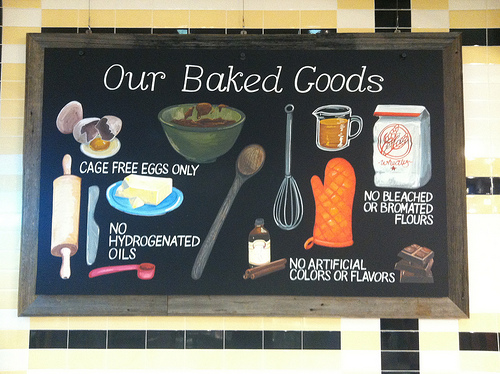 Our Baked Goods
CAGE FREE EGGS ONLY
NO
HYDROGENATED
OILS
NO BLEACHED
OR BROMATED
FLOURS
NO ARTIFICIAL
COLORS OR FLAVORS